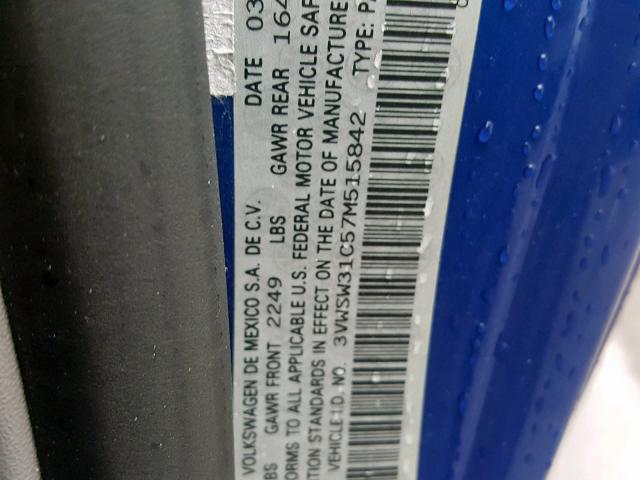 VOLKSWAGEN DE MEXICO S.A. DE C.V. DATE 03
BS GAWR FRONT 2249 LBS GAWR REAR 164
ORMS TO ALL APPLICABLE U.S. FEDERAL MOTOR VEHICLE SAF
TION STANDARDS IN EFFECT ON THE DATE OF MANUFACTURE
VEHICLE I.D. NO. 3VWSW31C57M515842 TYPE: PA